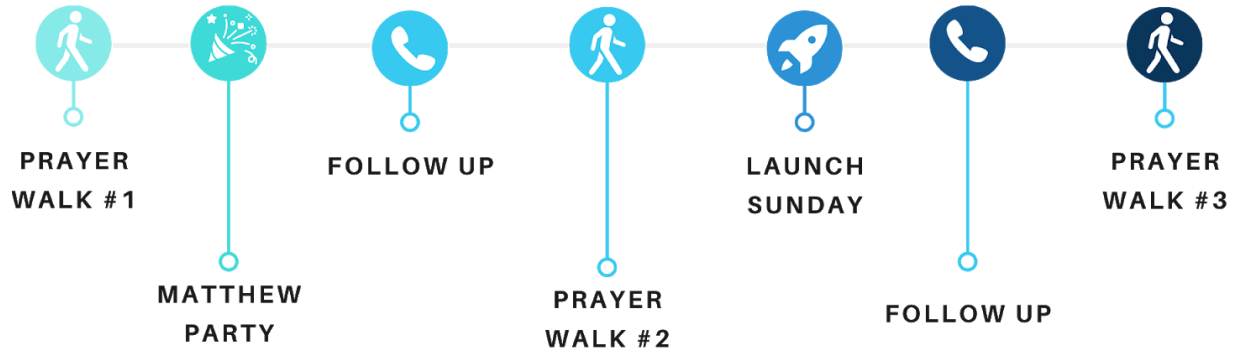 PRAYER
WALK #1
MATTHEW
PARTY
FOLLOW UP
PRAYER
WALK #2
LAUNCH
SUNDAY
FOLLOW UP
PRAYER
WALK #3